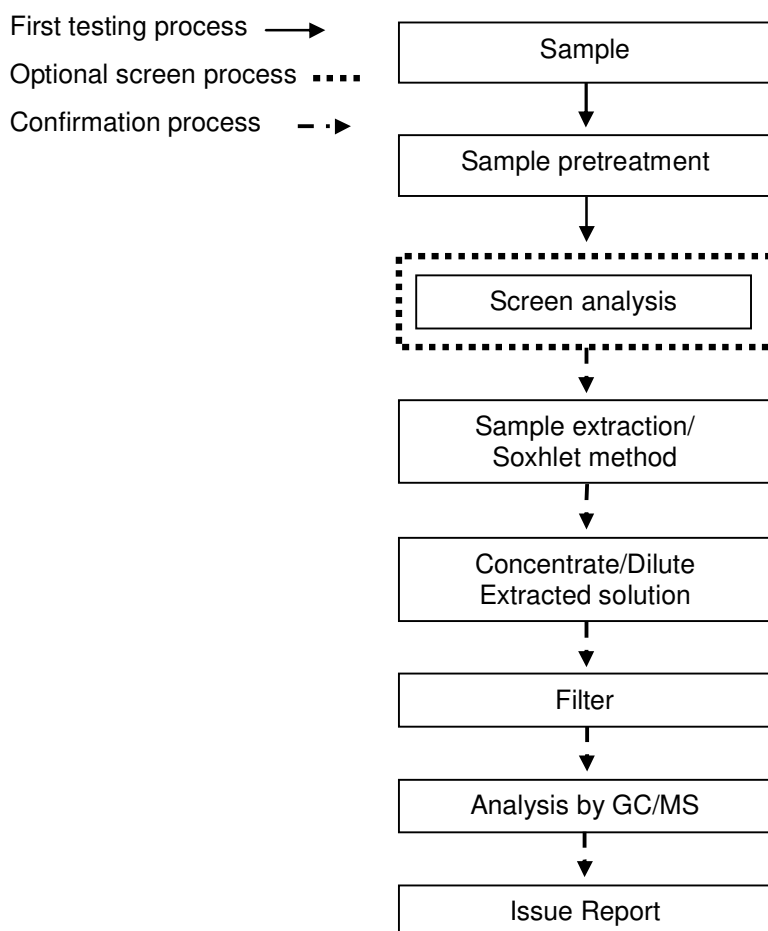 First testing process
Optional screen process
Confirmation process
Sample
Sample pretreatment
Screen analysis
Sample extraction/
Soxhlet method
Concentrate/Dilute
Extracted solution
Filter
Analysis by GC/MS
Issue Report